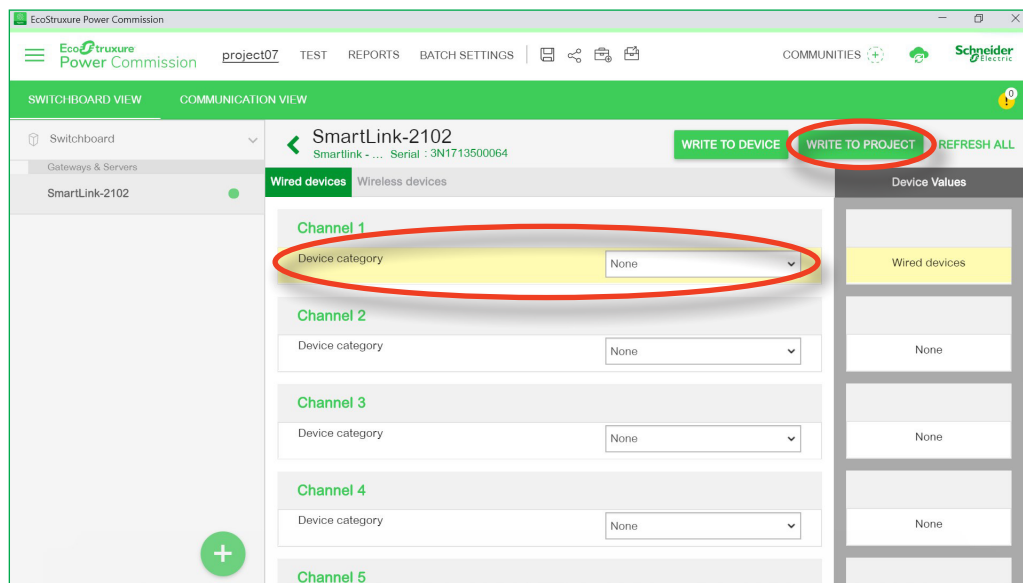 EcoStruxure Power Commission
EcoStruxure
Power Commission
project07 TEST REPORTS BATCH SETTINGS COMMUNITIES
Schneider
Electric
SWITCHBOARD VIEW COMMUNICATION VIEW
0
Switchboard
Gateways & Servers
SmartLink-2102
SmartLink-2102
Smartlink - ... Serial : 3N1713500064
WRITE TO DEVICE WRITE TO PROJECT REFRESH ALL
Wired devices Wireless devices
Device Values
Channel 1
Device category None Wired devices
Channel 2
Device category None None
Channel 3
Device category None None
Channel 4
Device category None None
Channel 5